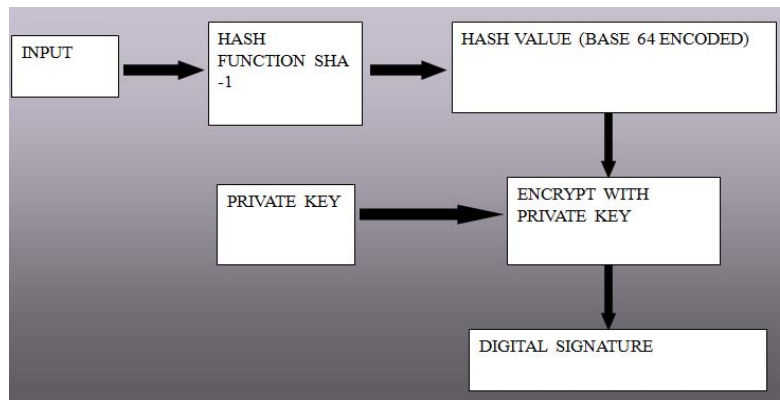 INPUT
HASH
FUNCTION SHA
-1
HASH VALUE (BASE 64 ENCODED)
PRIVATE KEY
ENCRYPT WITH
PRIVATE KEY
DIGITAL SIGNATURE